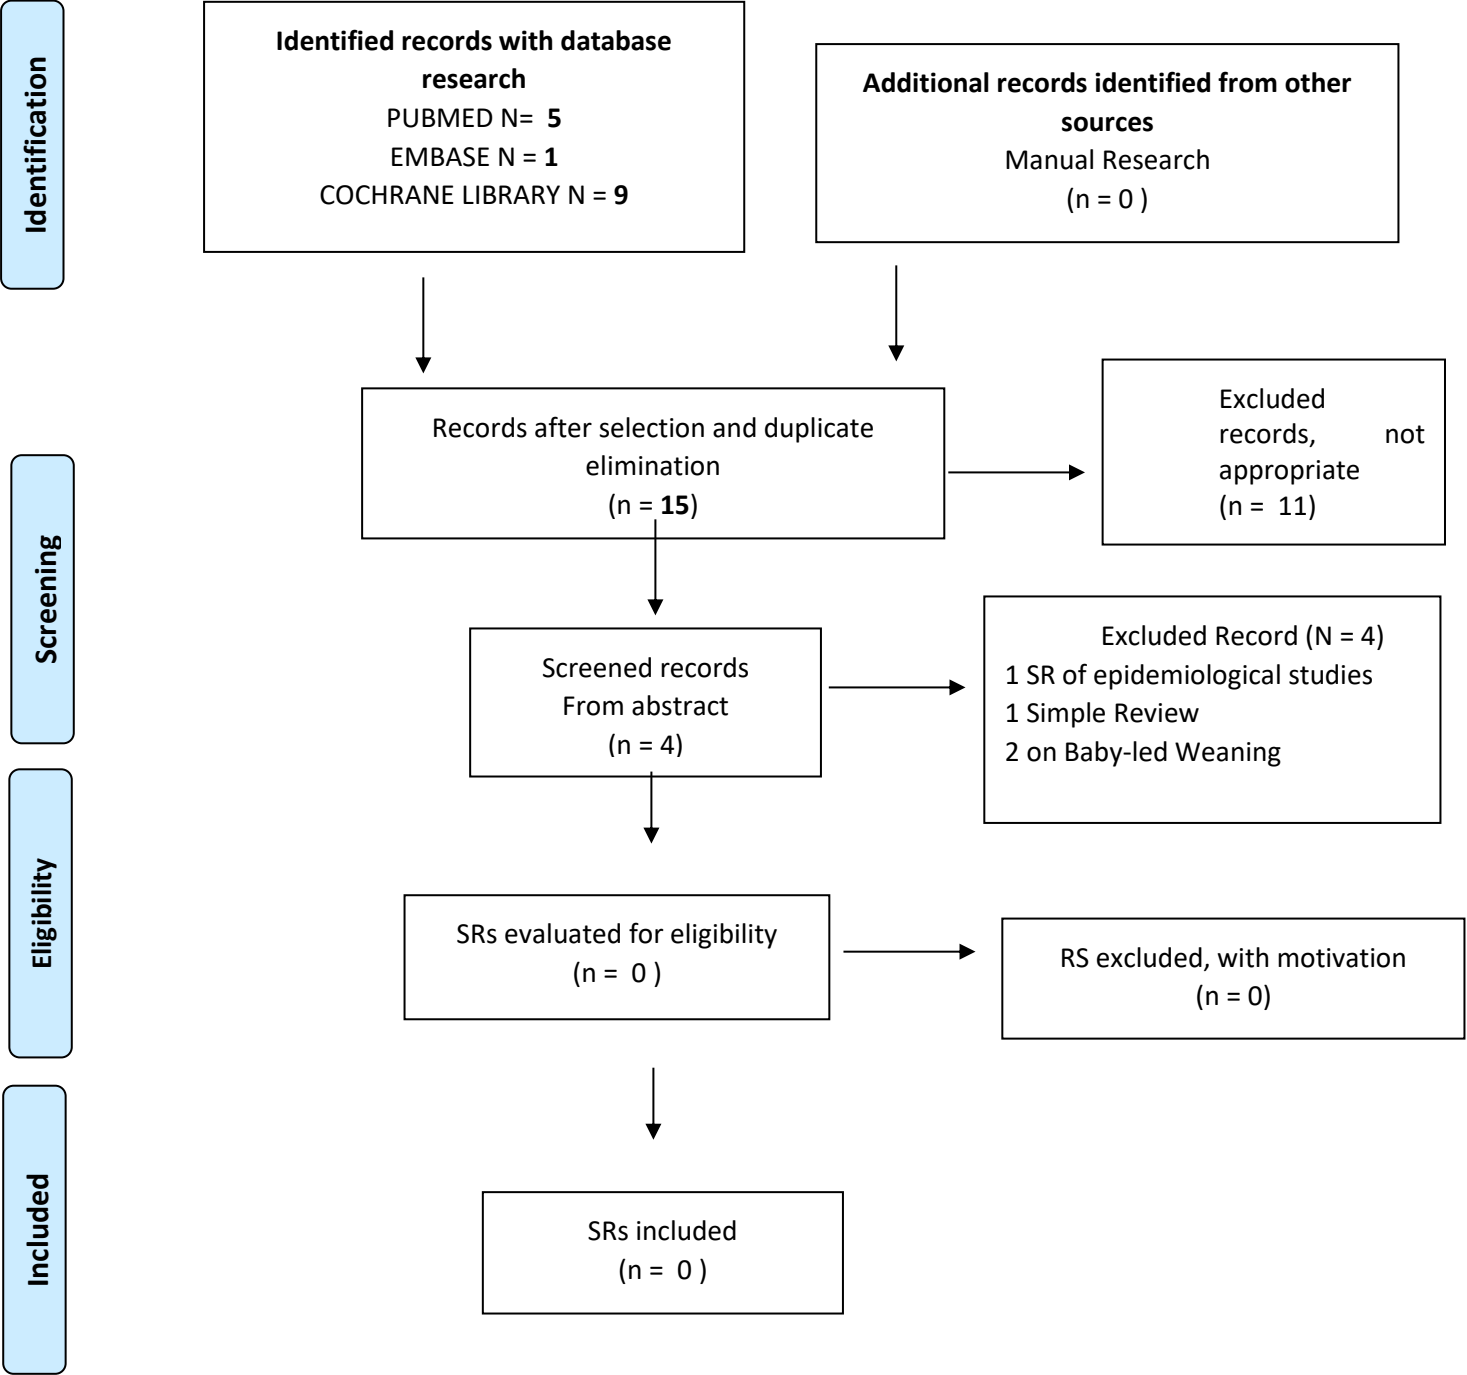 Identification
Identified records with database
research
PUBMED N=  5
EMBASE N = 1
COCHRANE LIBRARY N = 9
Additional records identified from other
sources
Manual Research
(n = 0 )
Screening
Records after selection and duplicate
elimination
(n = 15)
Excluded
records, not
appropriate
(n =  11)
Screened records
From abstract
(n = 4)
Excluded Record (N = 4)
1 SR of epidemiological studies
1 Simple Review
2 on Baby-led Weaning
Eligibility
SRs evaluated for eligibility
(n =  0 )
RS excluded, with motivation
(n = 0)
Included
SRs included
(n =  0 )